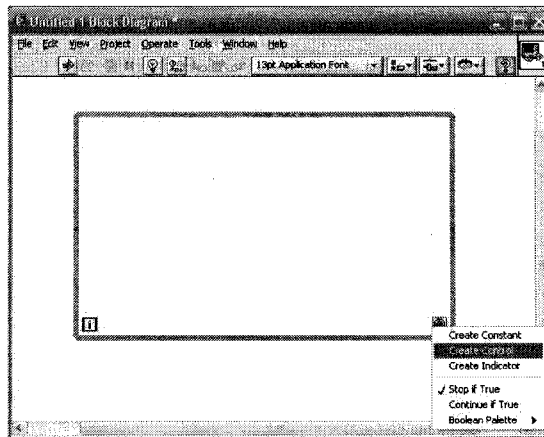 Untitled 1 Block Diagram *
File Edit View Project Operate Tools Window Help
13pt Application Font
i
Create Constant
Create Control
Create Indicator
✓ Stop if True
Continue if True
Boolean Palette